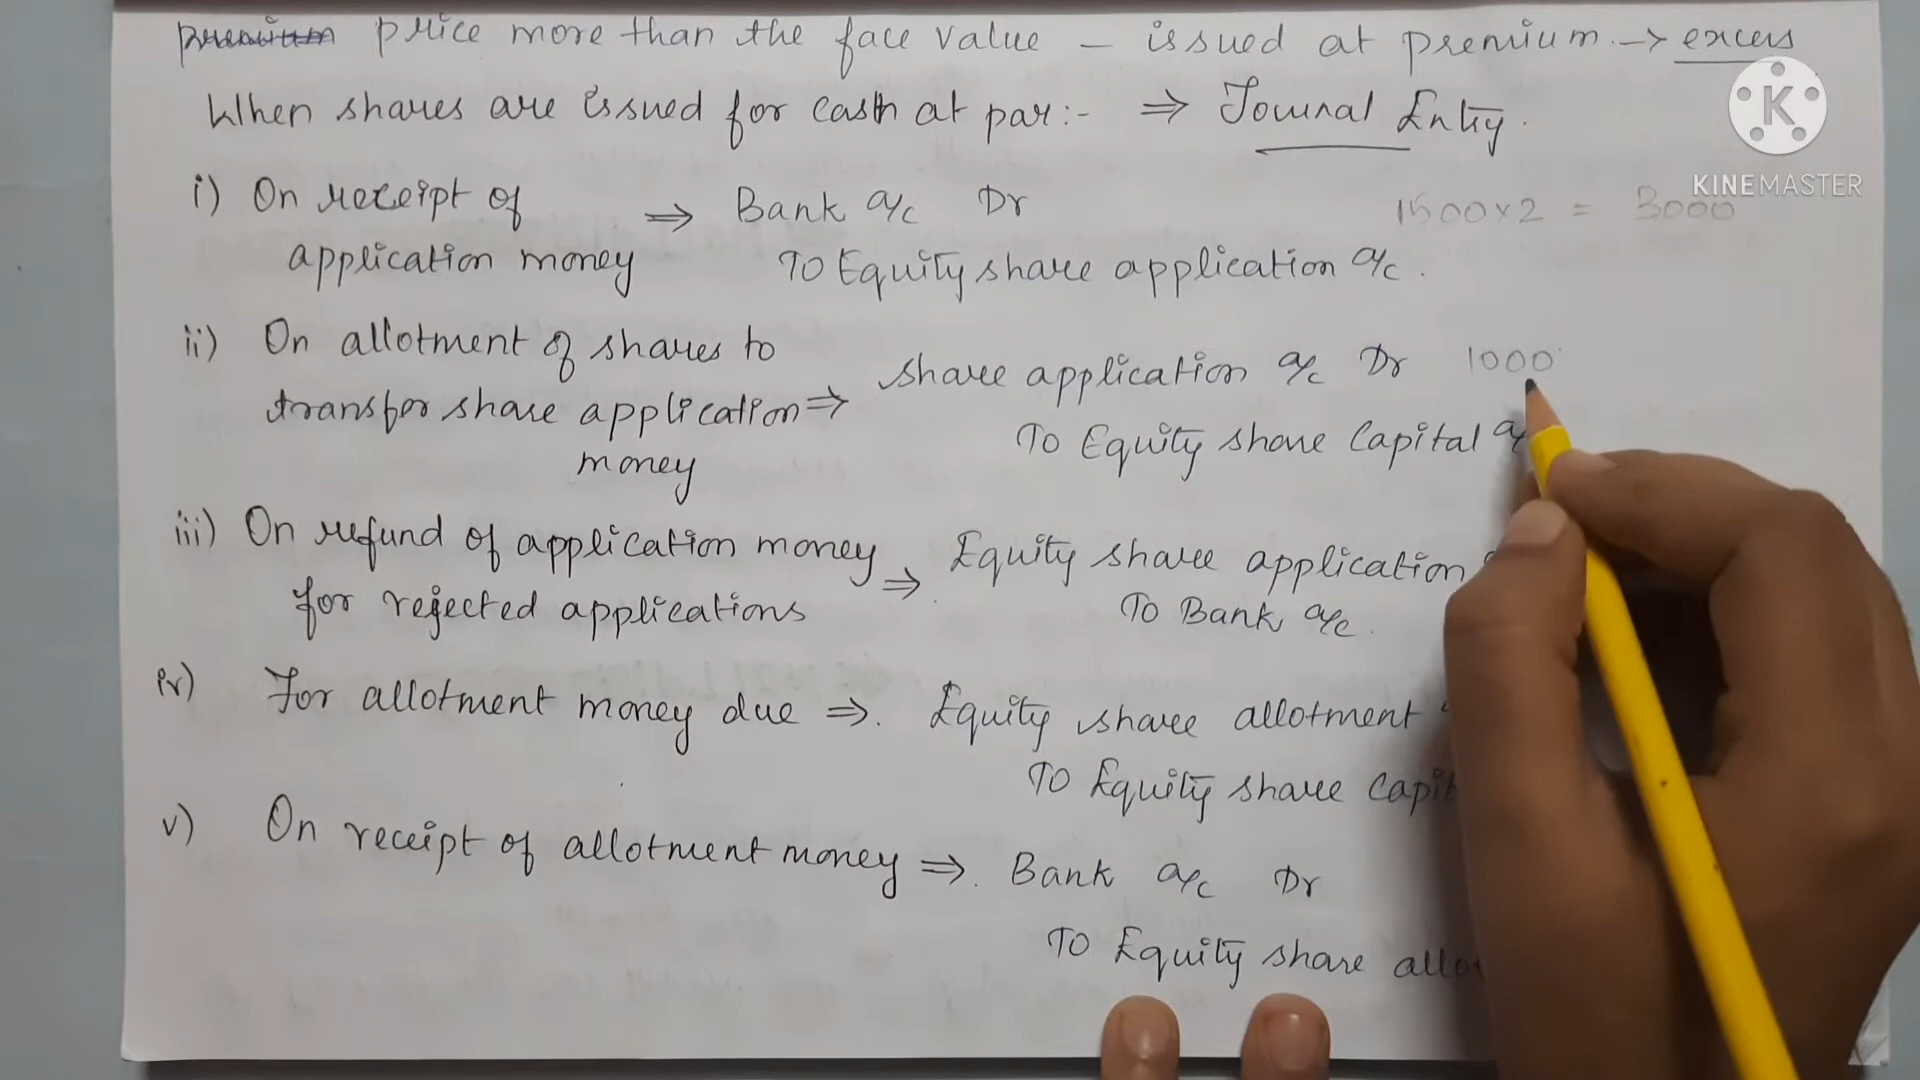 price more than the face value – issued at premium. → excess
When shares are issued for cash at par:- ⇒ Journal Entry.
K
KINEMASTER
i) On receipt of application money ⇒ Bank a/c Dr 1500×2 = 3000
To Equity share application a/c.
ii) On allotment of shares to transfer share application money ⇒ share application a/c Dr 1000
To Equity share Capital a/
iii) On refund of application money for rejected applications ⇒ Equity share application
To Bank a/c.
iv) For allotment money due ⇒. Equity share allotment
To Equity share Capi
v) On receipt of allotment money ⇒. Bank a/c Dr
To Equity share allot